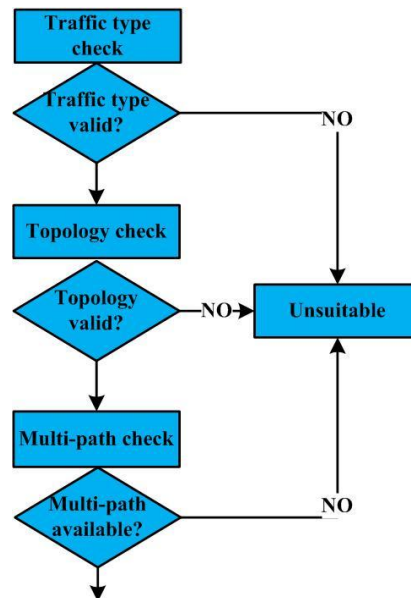 Traffic type
check
Traffic type
valid?
NO
Topology check
Topology
valid?
NO
Unsuitable
Multi-path check
Multi-path
available?
NO